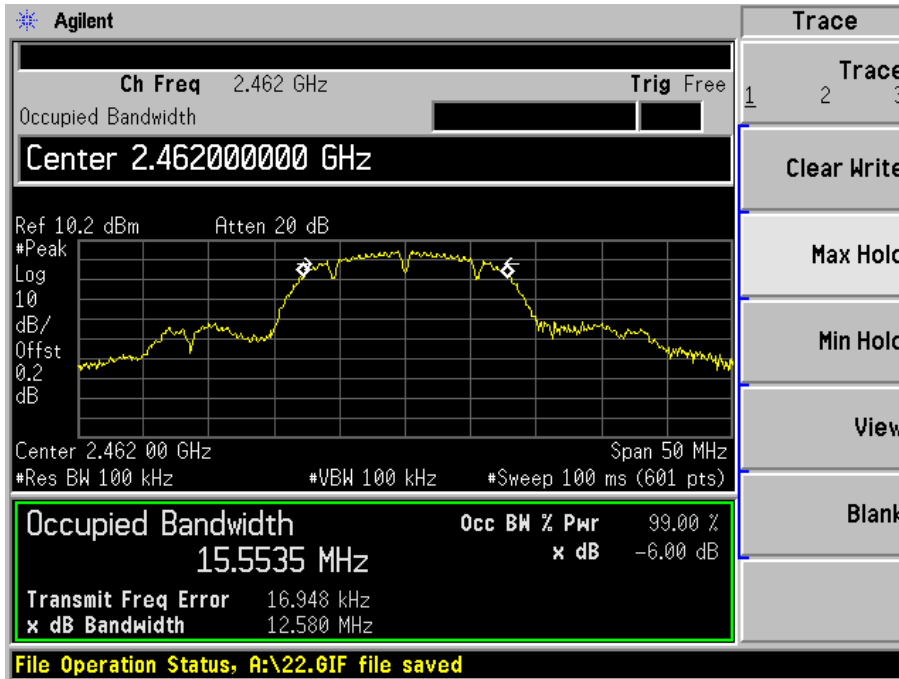 Agilent
Trace
Ch Freq 2.462 GHz Trig Free
Occupied Bandwidth
Center 2.462000000 GHz
Ref 10.2 dBm Atten 20 dB
#Peak
Log
10
dB/
Offst
0.2
dB
Center 2.462 00 GHz Span 50 MHz
#Res BW 100 kHz #VBW 100 kHz #Sweep 100 ms (601 pts)
Occupied Bandwidth
15.5535 MHz
Occ BW % Pwr 99.00 %
x dB -6.00 dB
Transmit Freq Error 16.948 kHz
x dB Bandwidth 12.580 MHz
File Operation Status, A:\22.GIF file saved
Trace
1 2 3
Clear Write
Max Hold
Min Hold
View
Blank